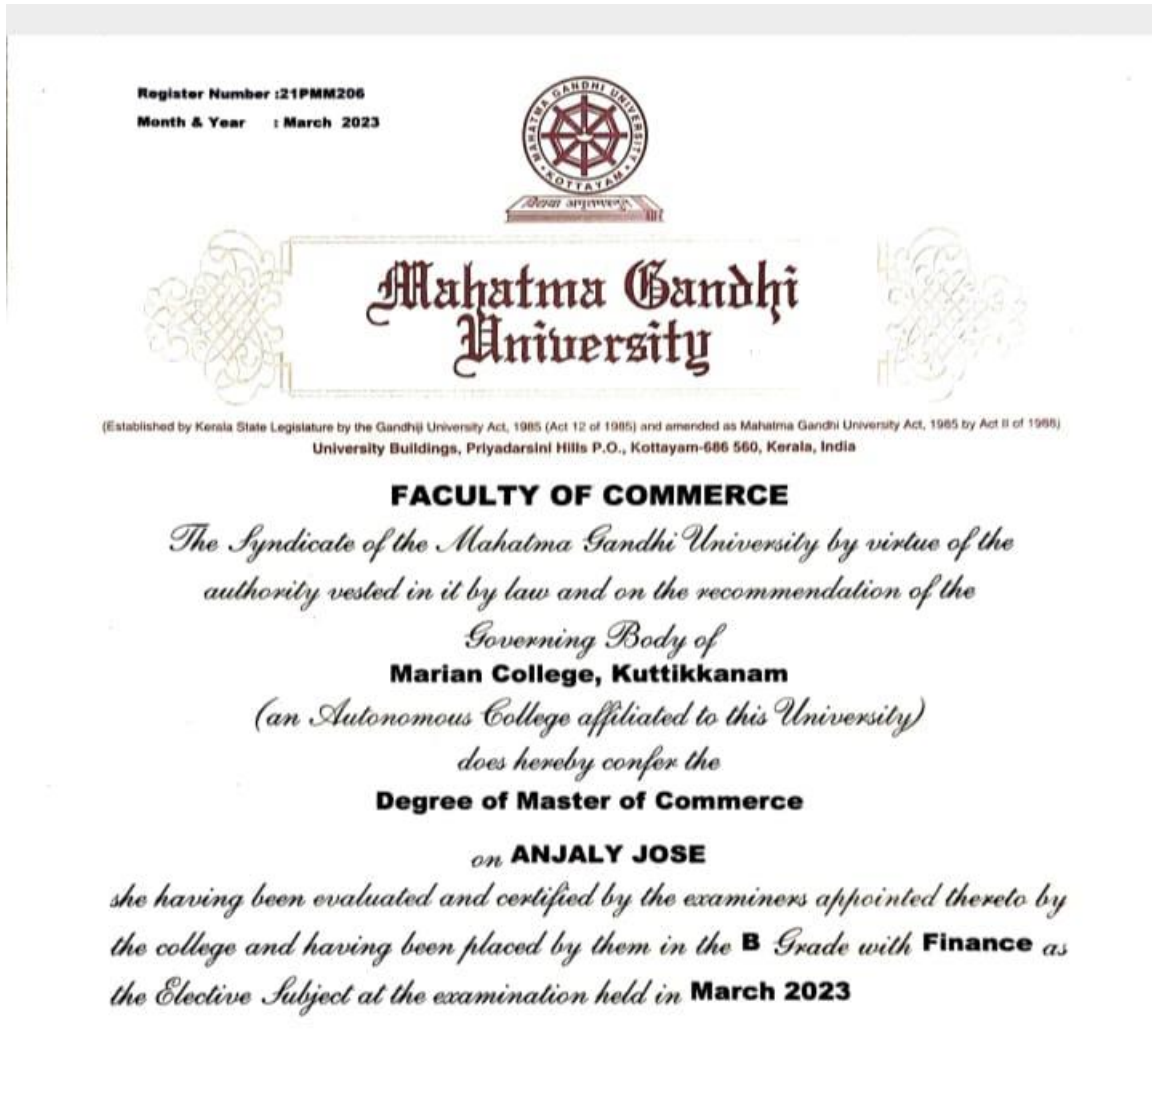 Register Number :21PMM206
Month & Year : March 2023
MAHATMA GANDHI UNIVERSITY
KOTTAYAM
विद्यया अमृतमश्नुते
Mahatma Gandhi
University
(Established by Kerala State Legislature by the Gandhiji University Act, 1985 (Act 12 of 1985) and amended as Mahatma Gandhi University Act, 1985 by Act II of 1988)
University Buildings, Priyadarsini Hills P.O., Kottayam-686 560, Kerala, India
FACULTY OF COMMERCE
The Syndicate of the Mahatma Gandhi University by virtue of the
authority vested in it by law and on the recommendation of the
Governing Body of
Marian College, Kuttikkanam
(an Autonomous College affiliated to this University)
does hereby confer the
Degree of Master of Commerce
on ANJALY JOSE
she having been evaluated and certified by the examiners appointed thereto by
the college and having been placed by them in the B Grade with Finance as
the Elective Subject at the examination held in March 2023